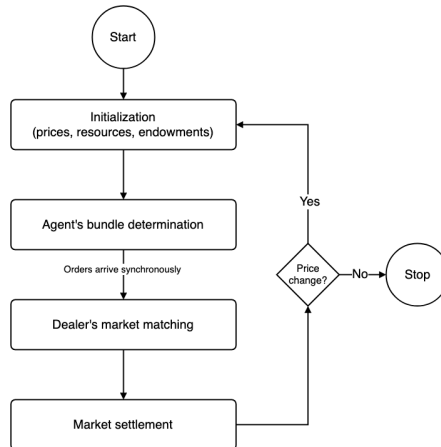 Start
Initialization
(prices, resources, endowments)
Agent's bundle determination
Orders arrive synchronously
Dealer's market matching
Market settlement
Price
change?
Yes
No
Stop